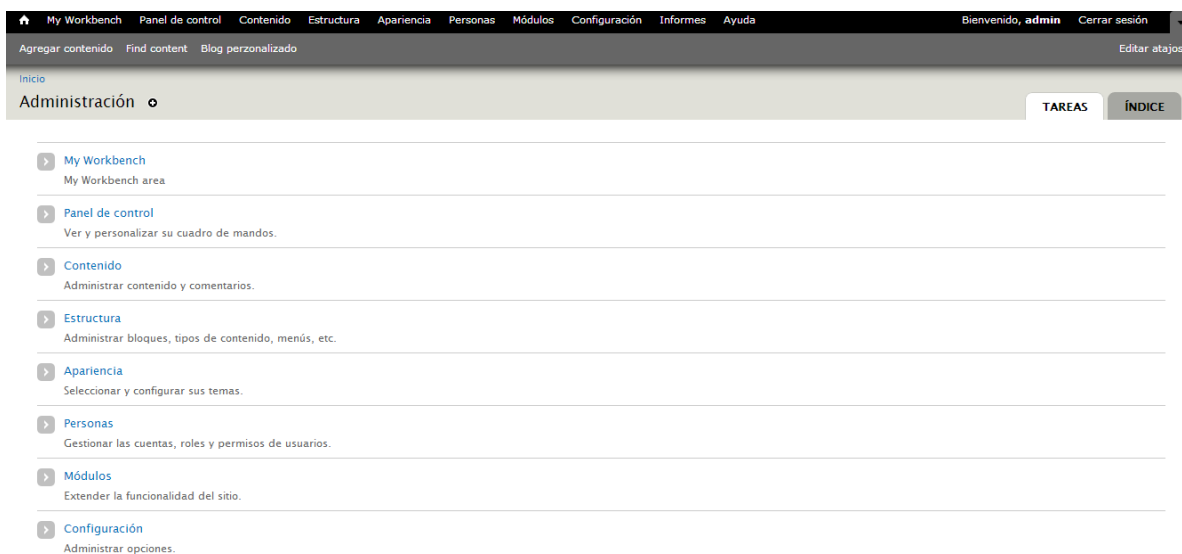 My Workbench Panel de control Contenido Estructura Apariencia Personas Módulos Configuración Informes Ayuda Bienvenido, admin Cerrar sesión
Agregar contenido Find content Blog perzonalizado Editar atajos
Inicio
Administración
TAREAS ÍNDICE
My Workbench
My Workbench area
Panel de control
Ver y personalizar su cuadro de mandos.
Contenido
Administrar contenido y comentarios.
Estructura
Administrar bloques, tipos de contenido, menús, etc.
Apariencia
Seleccionar y configurar sus temas.
Personas
Gestionar las cuentas, roles y permisos de usuarios.
Módulos
Extender la funcionalidad del sitio.
Configuración
Administrar opciones.